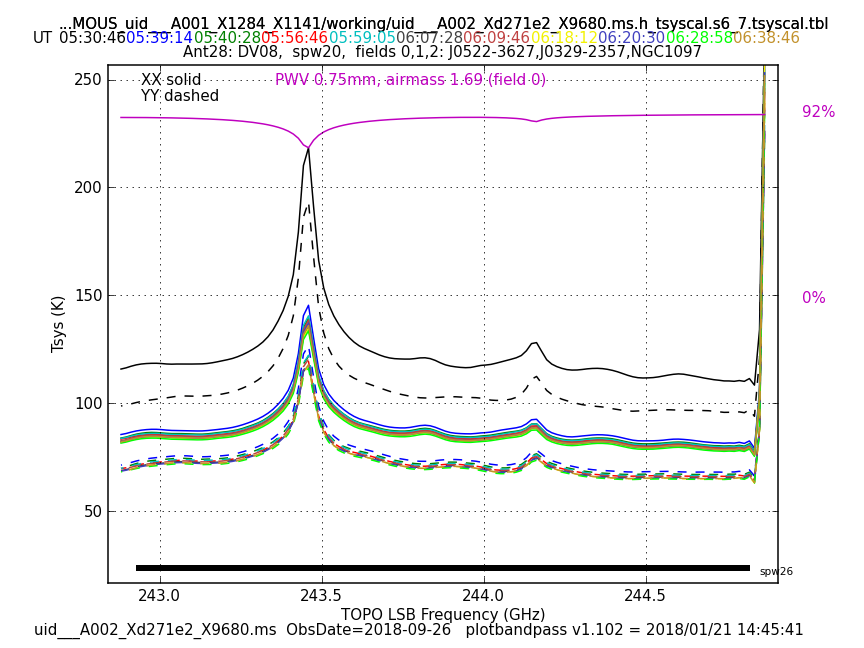 ...MOUS_uid___A001_X1284_X1141/working/uid___A002_Xd271e2_X9680.ms.h_tsyscal.s6_7.tsyscal.tbl
UT 05:30:46 05:39:14 05:40:28 05:56:46 05:59:05 06:07:28 06:09:46 06:18:12 06:20:30 06:28:58 06:38:46
Ant28: DV08, spw20, fields 0,1,2: J0522-3627,J0329-2357,NGC1097
XX solid
YY dashed
PWV 0.75mm, airmass 1.69 (field 0)
92%
0%
250
200
150
100
50
Tsys (K)
spw26
243.0 243.5 244.0 244.5
TOPO LSB Frequency (GHz)
uid___A002_Xd271e2_X9680.ms ObsDate=2018-09-26 plotbandpass v1.102 = 2018/01/21 14:45:41